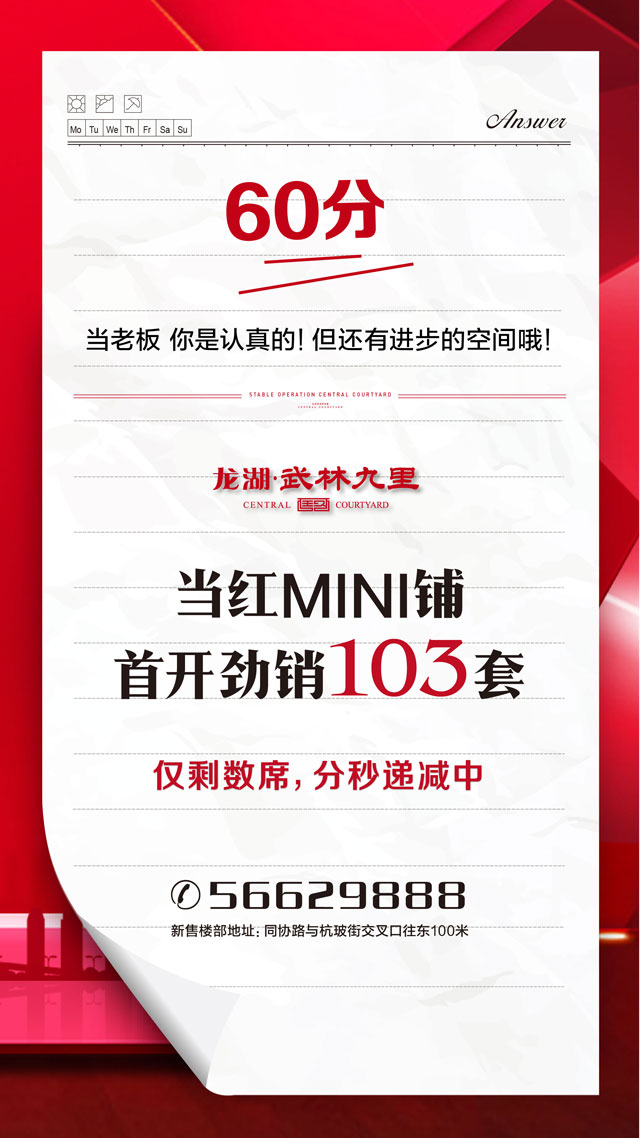 Mo Tu We Th Fr Sa Su
Answer
60分
当老板 你是认真的！但还有进步的空间哦！
STABLE OPERATION CENTRAL COURTYARD
CENTRAL COURTYARD
龙湖·武林九里
CENTRAL COURTYARD
当红MINI铺
首开劲销103套
仅剩数席，分秒递减中
56629888
新售楼部地址：同协路与杭玻街交叉口往东100米